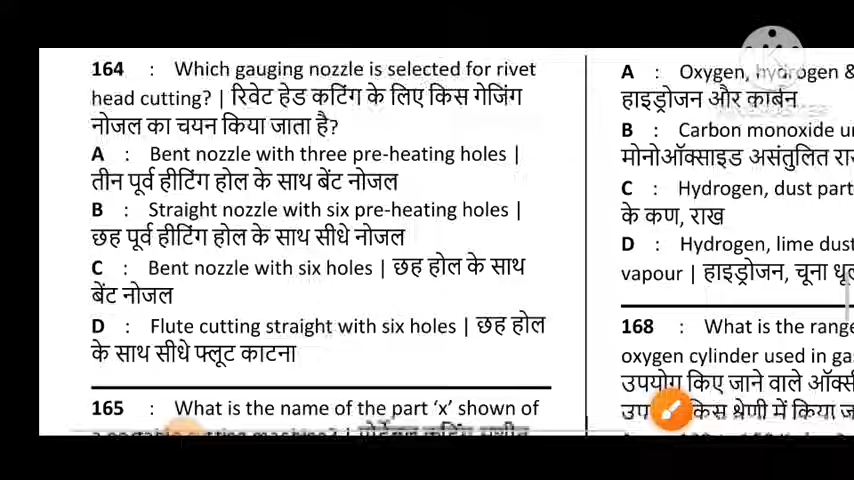 164 : Which gauging nozzle is selected for rivet
head cutting? | रिवेट हेड कटिंग के लिए किस गेजिंग
नोजल का चयन किया जाता है?
A : Bent nozzle with three pre-heating holes |
तीन पूर्व हीटिंग होल के साथ बेंट नोजल
B : Straight nozzle with six pre-heating holes |
छह पूर्व हीटिंग होल के साथ सीधे नोजल
C : Bent nozzle with six holes | छह होल के साथ
बेंट नोजल
D : Flute cutting straight with six holes | छह होल
के साथ सीधे फ्लूट काटना
165 : What is the name of the part ‘x’ shown of
A : Oxygen, hydrogen &
हाइड्रोजन और कार्बन
B : Carbon monoxide
मोनोऑक्साइड असंतुलित
C : Hydrogen, dust
के कण, राख
D : Hydrogen, lime dust
vapour | हाइड्रोजन, चूना
168 : What is the range
oxygen cylinder used in
उपयोग किए जाने वाले
किस श्रेणी में किया